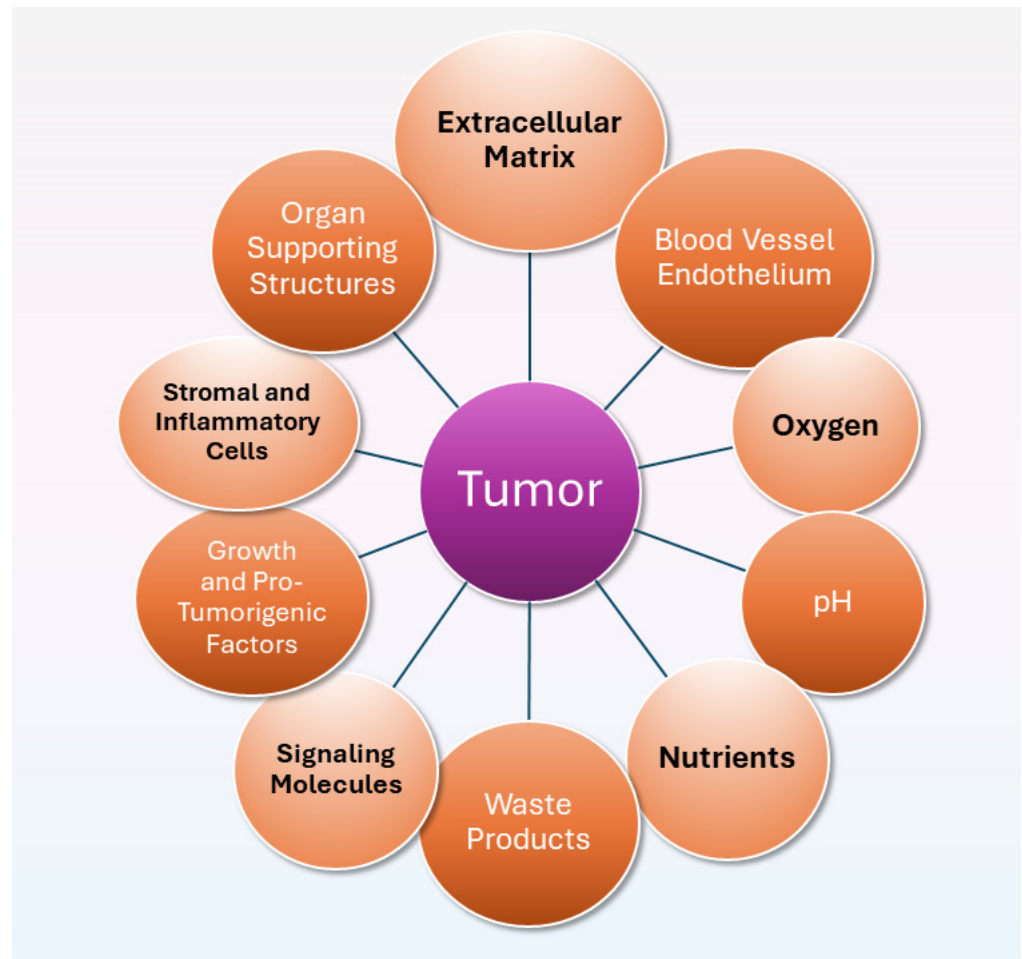 Extracellular
Matrix
Blood Vessel
Endothelium
Oxygen
pH
Nutrients
Waste
Products
Signaling
Molecules
Growth
and Pro-
Tumorigenic
Factors
Stromal and
Inflammatory
Cells
Organ
Supporting
Structures
Tumor